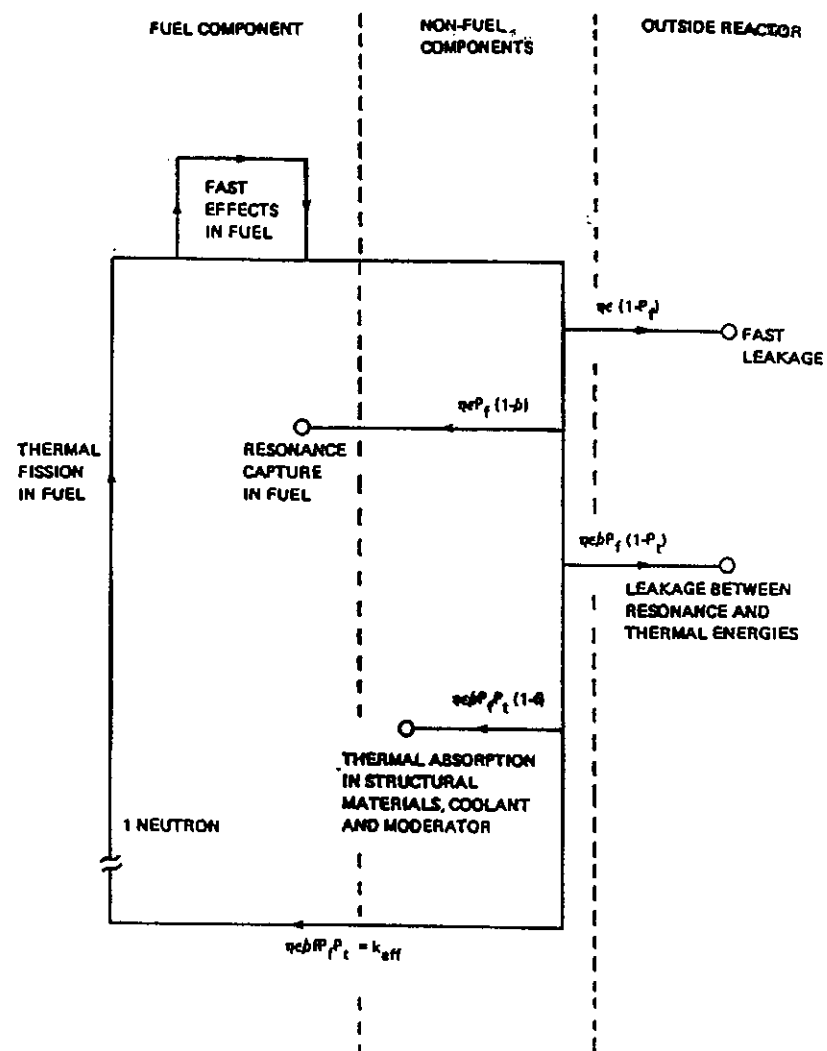 FUEL COMPONENT
NON-FUEL
COMPONENTS
OUTSIDE REACTOR
FAST
EFFECTS
IN FUEL
ηϵ (1-P_f)
FAST
LEAKAGE
ηϵP_f (1-p)
THERMAL
FISSION
IN FUEL
RESONANCE
CAPTURE
IN FUEL
ηϵpP_f (1-P_t)
LEAKAGE BETWEEN
RESONANCE AND
THERMAL ENERGIES
ηϵpP_fP_t (1-f)
THERMAL ABSORPTION
IN STRUCTURAL
MATERIALS, COOLANT
AND MODERATOR
1 NEUTRON
ηϵpfP_fP_t = k_eff